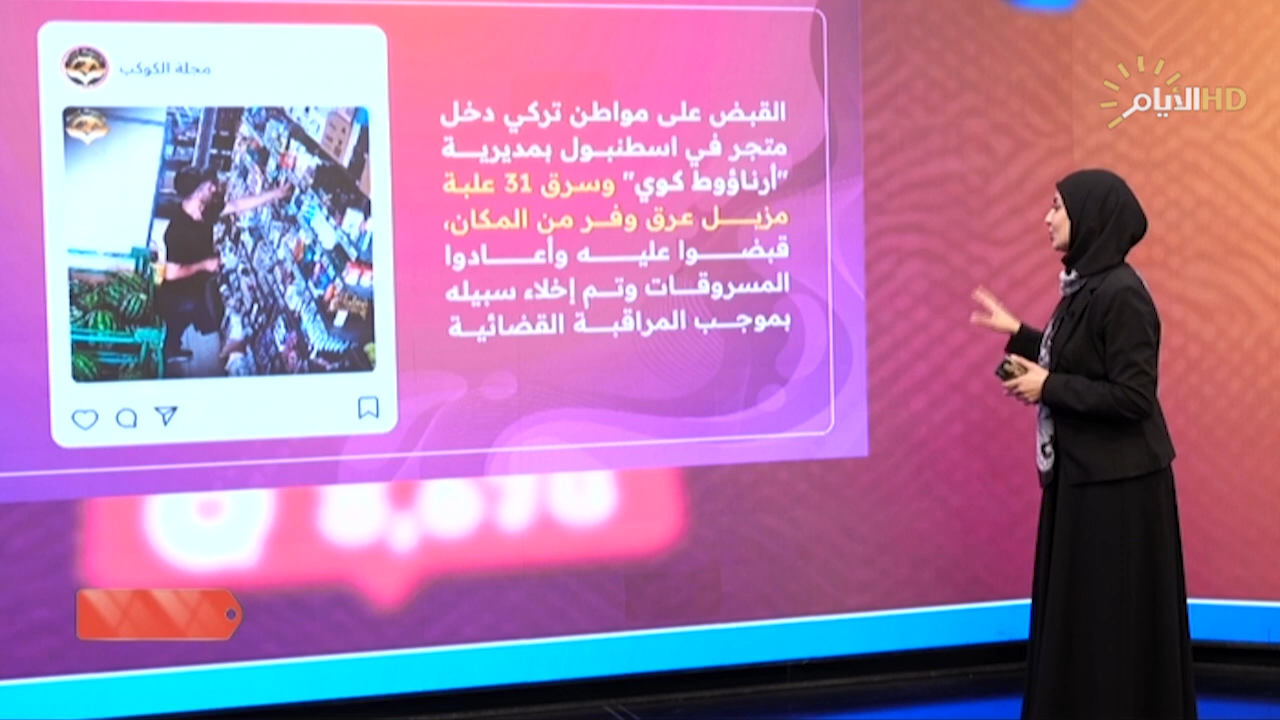 الأيام HD
مجلة الكوكب
القبض على مواطن تركي دخل
متجر في اسطنبول بمديرية
"أرناؤوط كوي" وسرق 31 علبة
مزيل عرق وفر من المكان،
قبضوا عليه وأعادوا
المسروقات وتم إخلاء سبيله
بموجب المراقبة القضائية